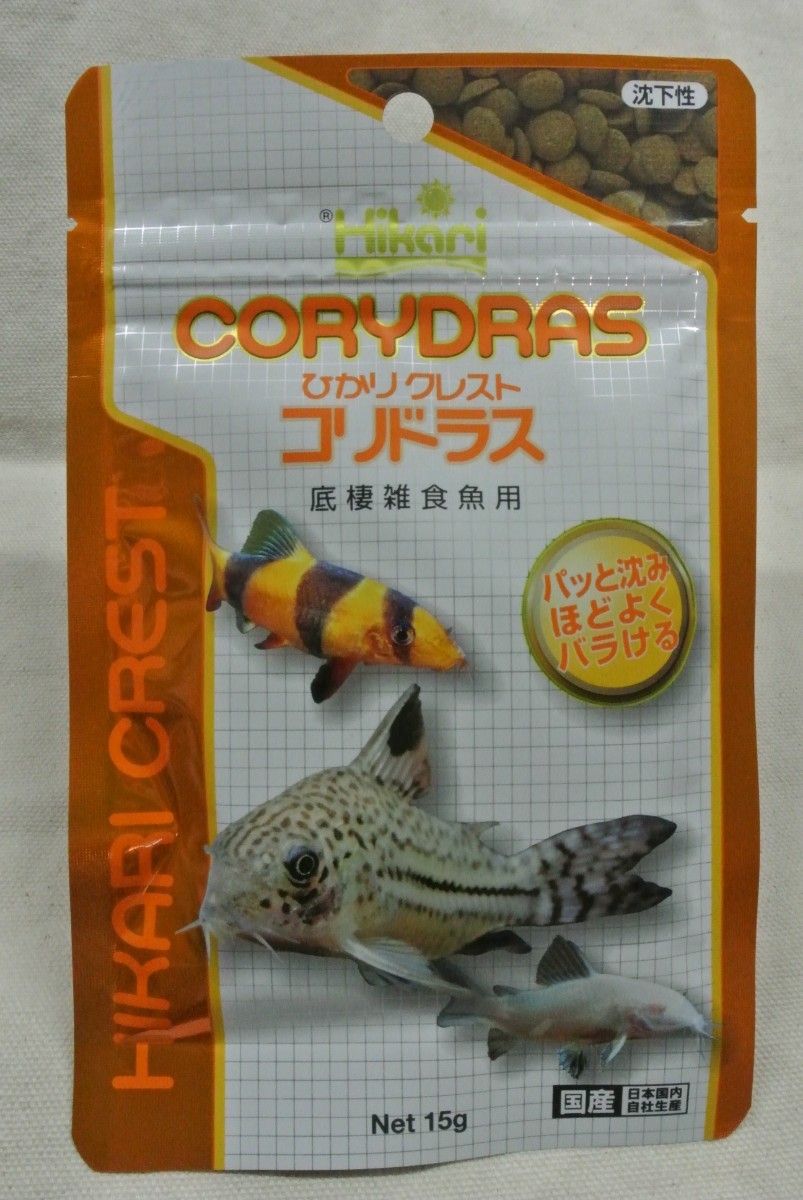 沈下性
® Hikari
CORYDRAS
ひかりクレスト
コリドラス
底棲雑食魚用
パッと沈み
ほどよく
バラける
HIKARI CREST
Net 15g
国産
日本国内
自社生産